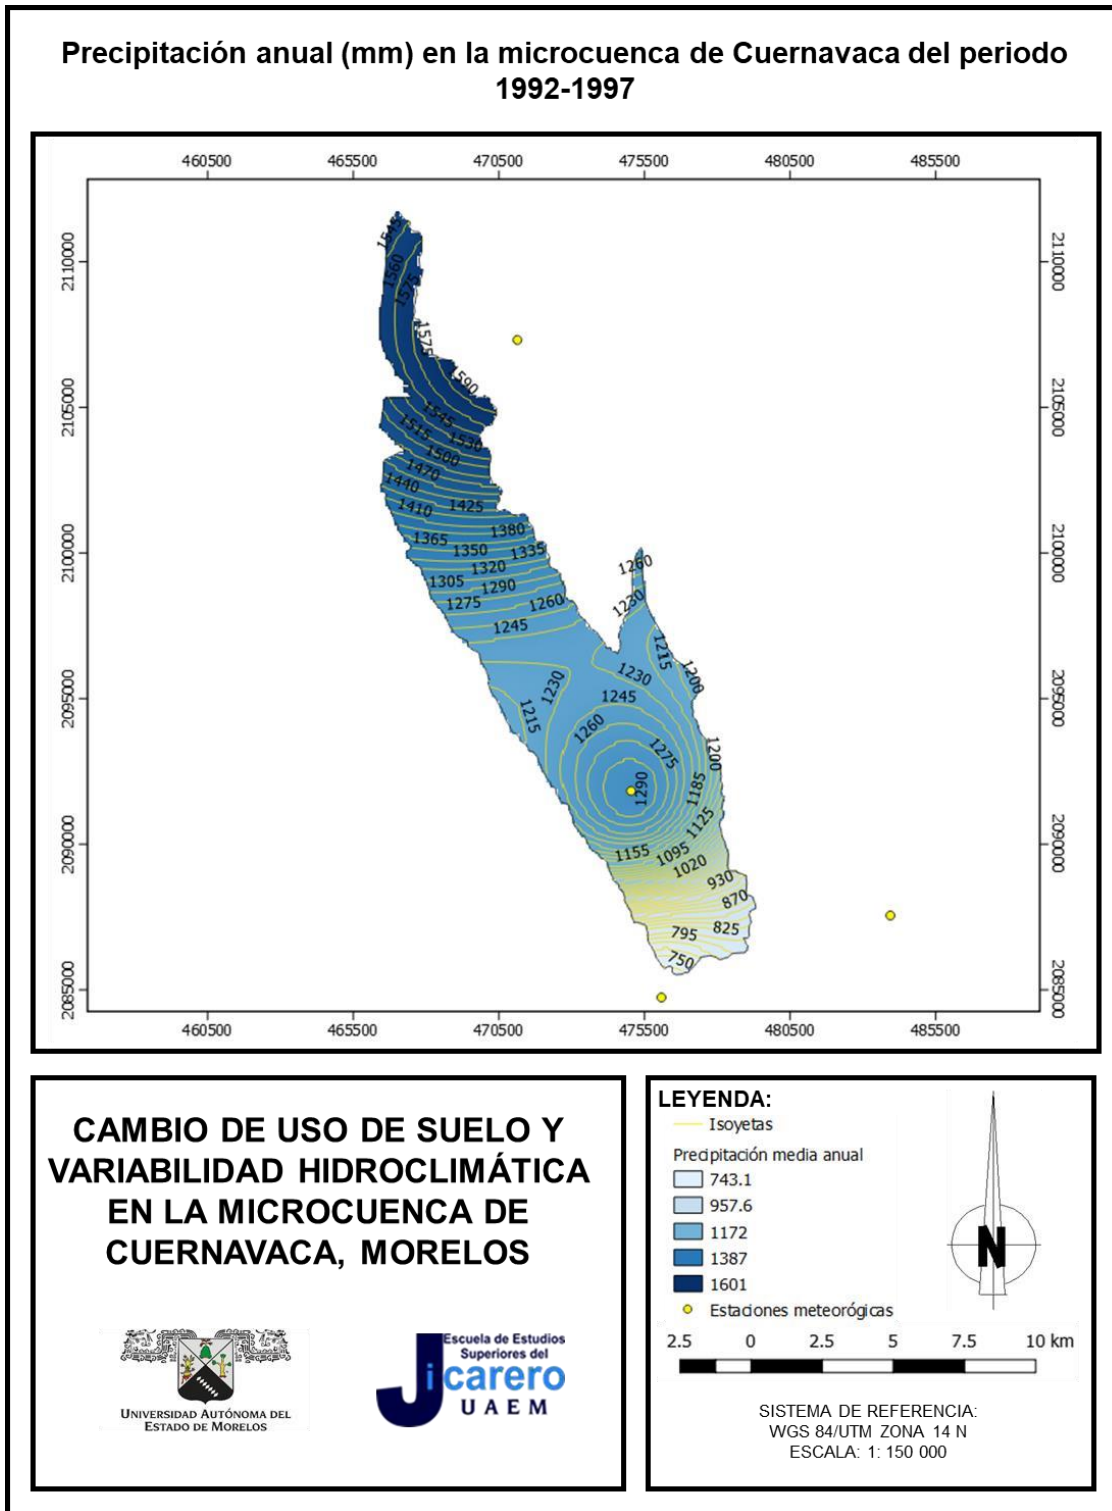 Precipitación anual (mm) en la microcuenca de Cuernavaca del periodo
1992-1997
460500 465500 470500 475500 480500 485500
2110000 2110000
2105000 2105000
2100000 2100000
2095000 2095000
2090000 2090000
2085000 2085000
1545
1560
1575
1575
1590
1545
1515
1530
1500
1470
1440
1410
1425
1380
1365
1350
1335
1320
1305
1290
1275
1260
1245
1260
1230
1215
1200
1230
1230
1245
1215
1260
1275
1200
1290
1185
1125
1155
1095
1020
930
870
825
795
750
460500 465500 470500 475500 480500 485500
CAMBIO DE USO DE SUELO Y
VARIABILIDAD HIDROCLIMÁTICA
EN LA MICROCUENCA DE
CUERNAVACA, MORELOS
UNIVERSIDAD AUTÓNOMA DEL
ESTADO DE MORELOS
Escuela de Estudios
Superiores del
Jicarero
UAEM
LEYENDA:
Isoyetas
Precipitación media anual
743.1
957.6
1172
1387
1601
Estaciones meteorógicas
N
2.5 0 2.5 5 7.5 10 km
SISTEMA DE REFERENCIA:
WGS 84/UTM ZONA 14 N
ESCALA: 1: 150 000